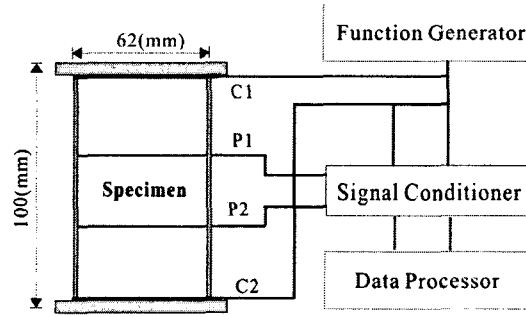 62(mm)
Function Generator
C1
P1
100(mm)
Specimen
Signal Conditioner
P2
C2
Data Processor